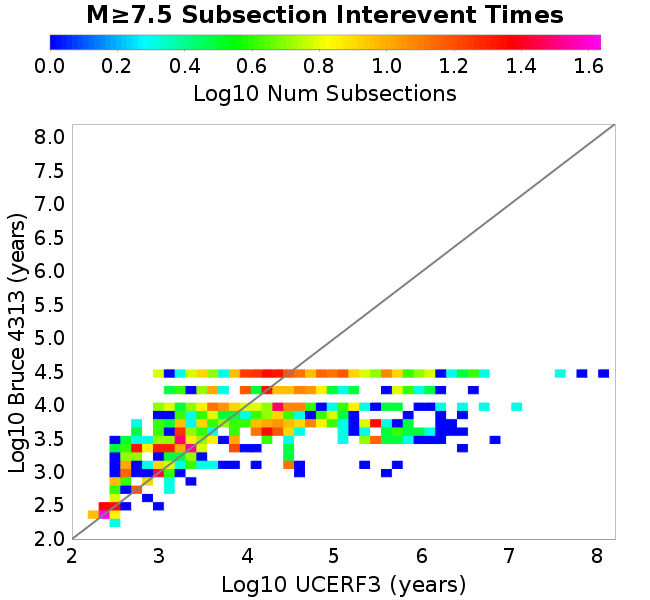 M≥7.5 Subsection Interevent Times
0.0 0.2 0.4 0.6 0.8 1.0 1.2 1.4 1.6
Log10 Num Subsections
8.0
7.5
7.0
6.5
6.0
5.5
5.0
4.5
4.0
3.5
3.0
2.5
2.0
Log10 Bruce 4313 (years)
2 3 4 5 6 7 8
Log10 UCERF3 (years)